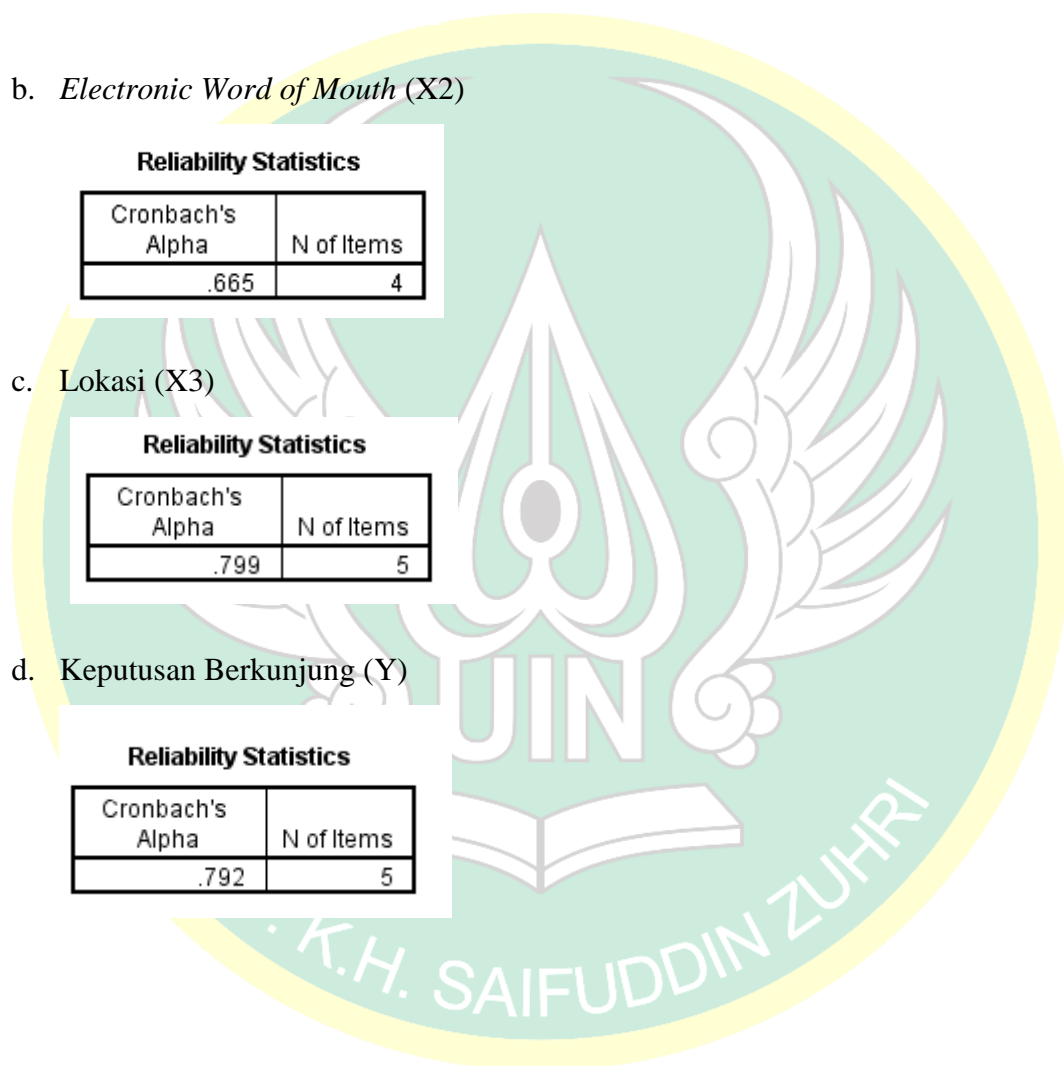 b. Electronic Word of Mouth (X2)
Reliability Statistics
Cronbach's Alpha N of Items
.665 4
c. Lokasi (X3)
Reliability Statistics
Cronbach's Alpha N of Items
.799 5
d. Keputusan Berkunjung (Y)
Reliability Statistics
Cronbach's Alpha N of Items
.792 5
UIN
. K.H. SAIFUDDIN ZUHRI